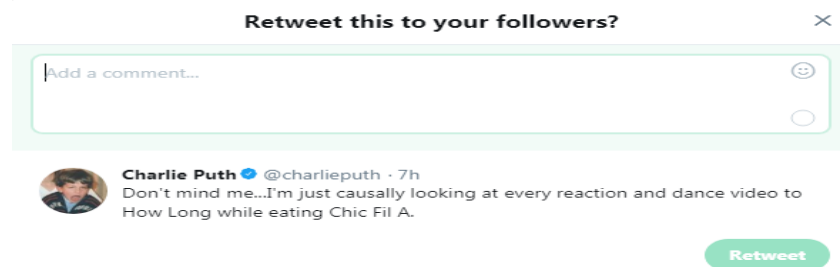 Retweet this to your followers?
Add a comment...
Charlie Puth @charlieputh · 7h
Don't mind me...I'm just causally looking at every reaction and dance video to
How Long while eating Chic Fil A.
Retweet